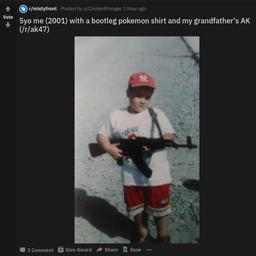 r/mistyfront · Posted by u/ContentForager 1 hour ago
Vote
5yo me (2001) with a bootleg pokemon shirt and my grandfather's AK
(/r/ak47)
1 Comment Give Award Share Save ...